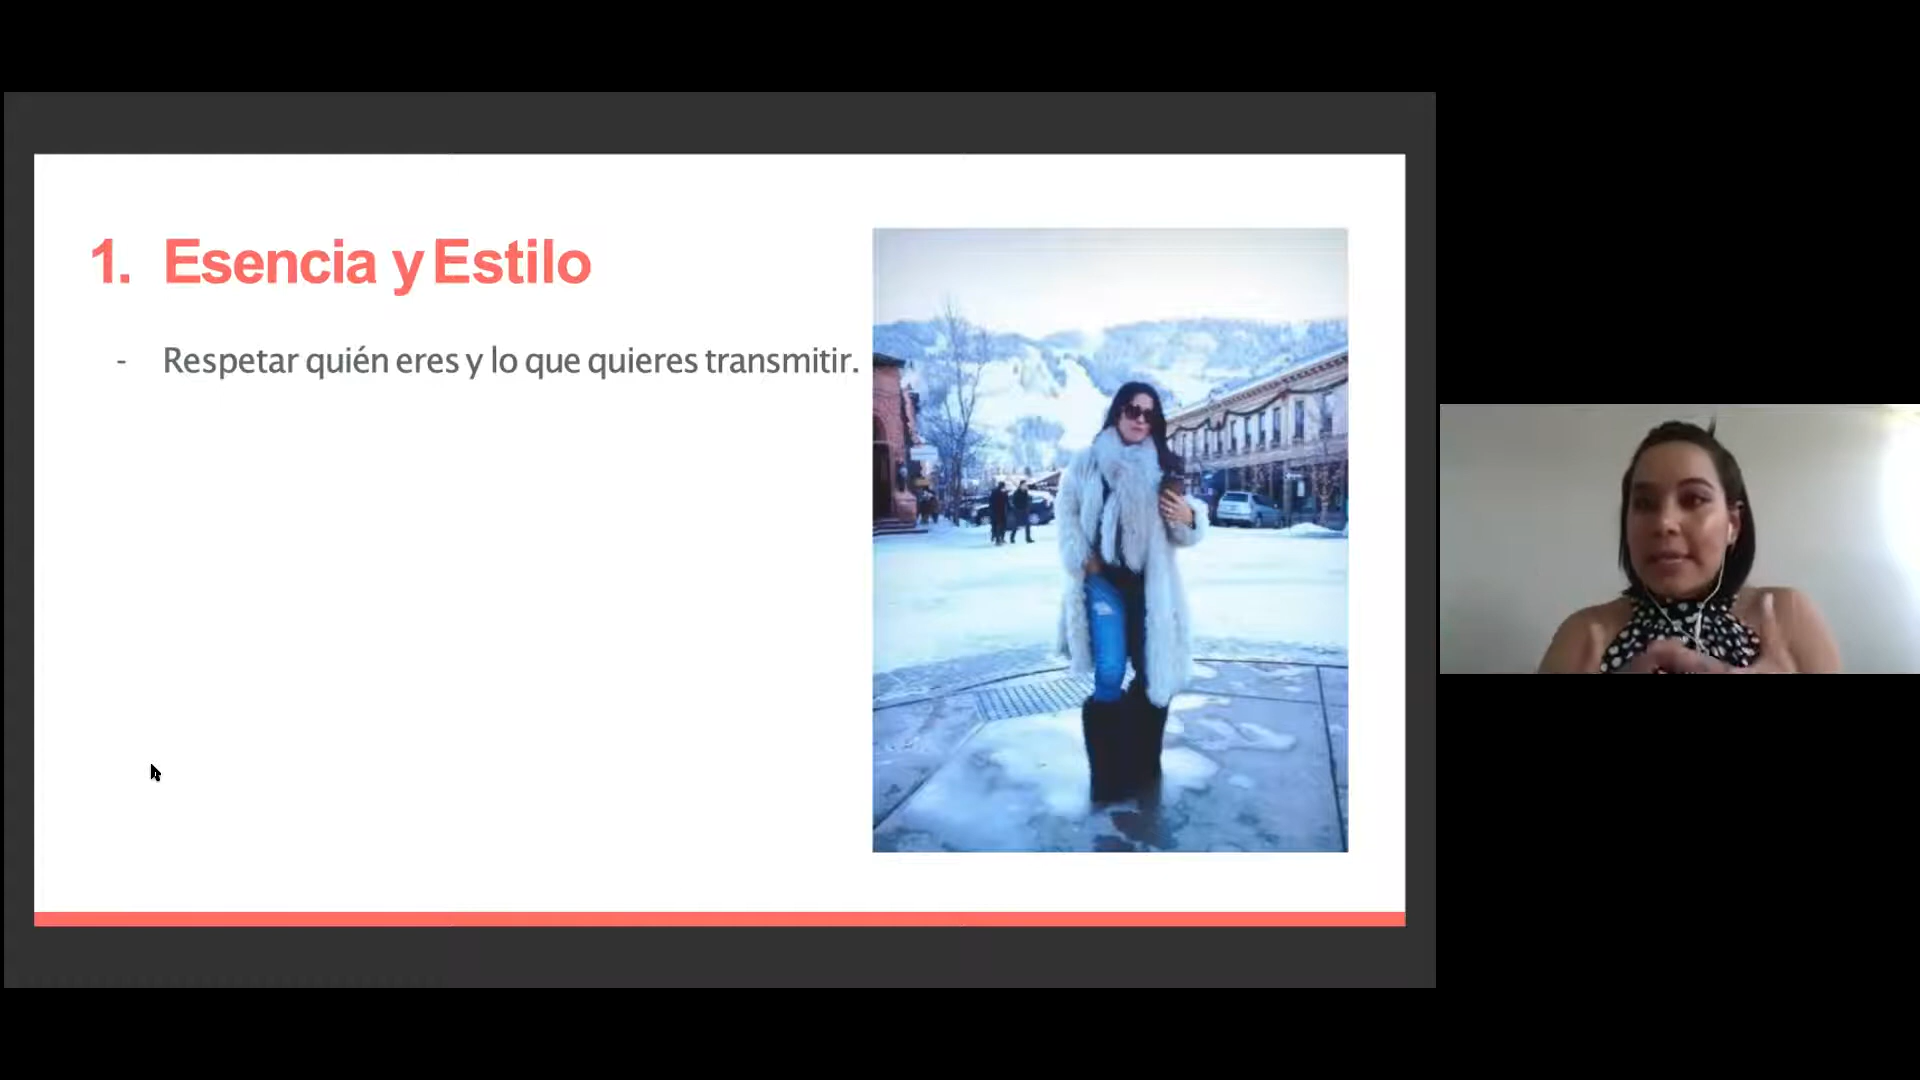 1. Esencia y Estilo
- Respetar quién eres y lo que quieres transmitir.